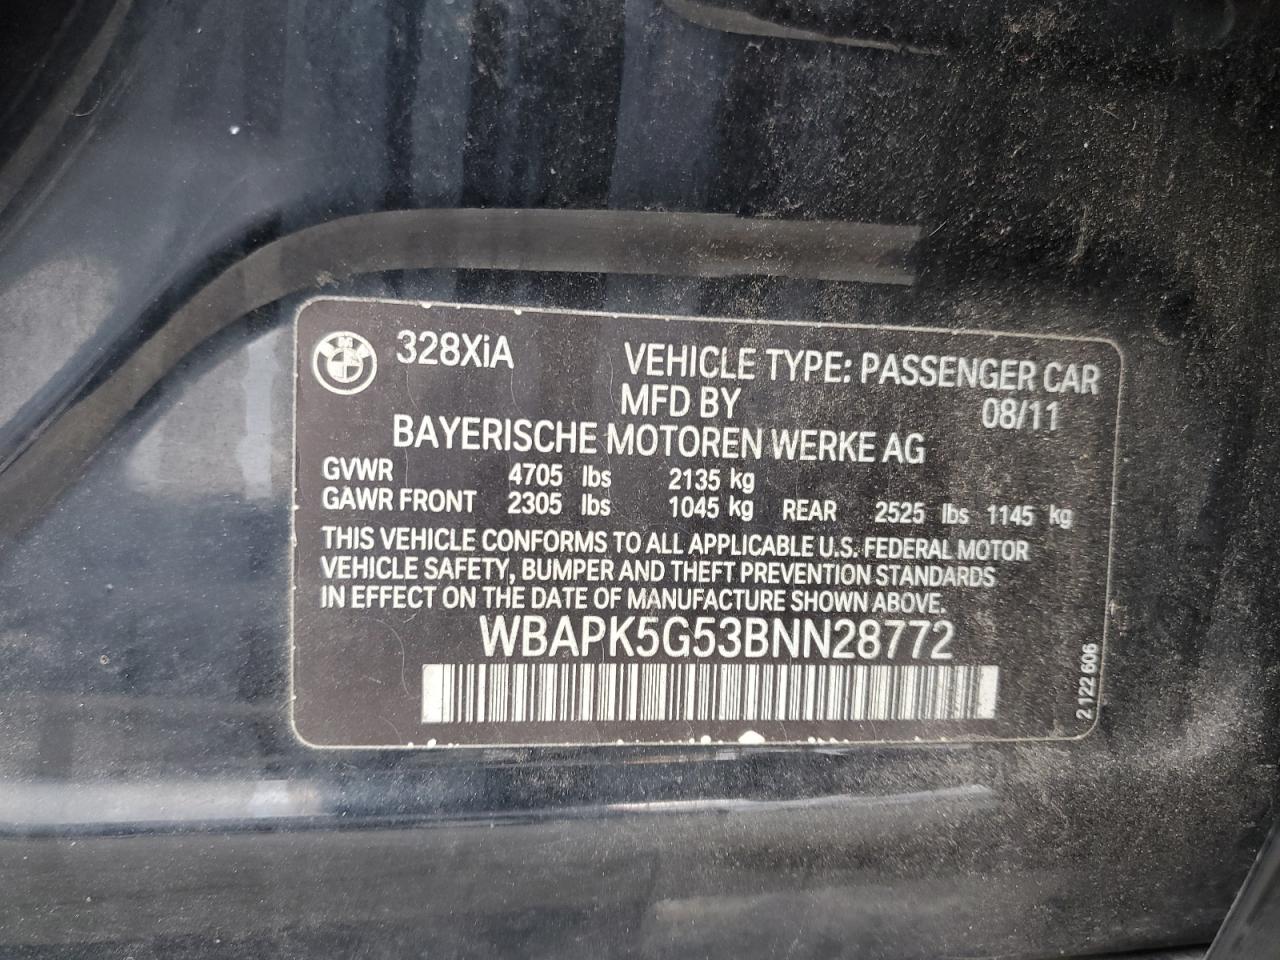 BMW 328XiA VEHICLE TYPE: PASSENGER CAR
MFD BY 08/11
BAYERISCHE MOTOREN WERKE AG
GVWR 4705 lbs 2135 kg
GAWR FRONT 2305 lbs 1045 kg REAR 2525 lbs 1145 kg
THIS VEHICLE CONFORMS TO ALL APPLICABLE U.S. FEDERAL MOTOR
VEHICLE SAFETY, BUMPER AND THEFT PREVENTION STANDARDS
IN EFFECT ON THE DATE OF MANUFACTURE SHOWN ABOVE.
WBAPK5G53BNN28772
2.122 606